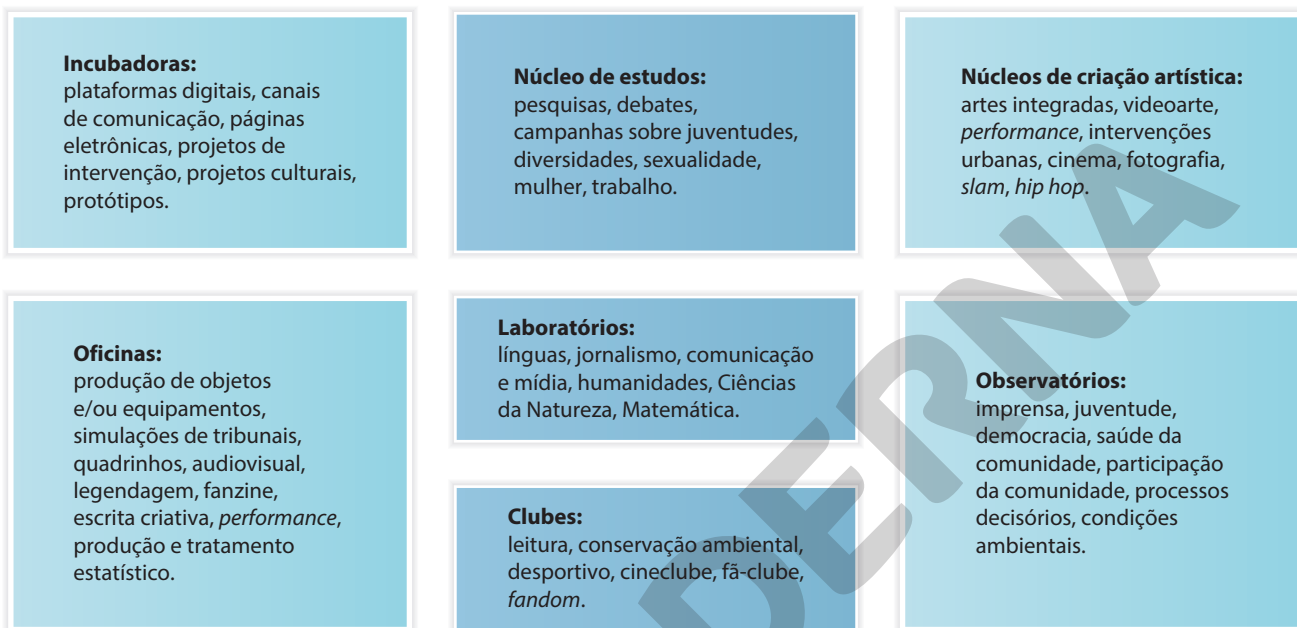 Incubadoras:
plataformas digitais, canais
de comunicação, páginas
eletrônicas, projetos de
intervenção, projetos culturais,
protótipos.
Núcleo de estudos:
pesquisas, debates,
campanhas sobre juventudes,
diversidades, sexualidade,
mulher, trabalho.
Núcleos de criação artística:
artes integradas, videoarte,
performance, intervenções
urbanas, cinema, fotografia,
slam, hip hop.
Oficinas:
produção de objetos
e/ou equipamentos,
simulações de tribunais,
quadrinhos, audiovisual,
legendagem, fanzine,
escrita criativa, performance,
produção e tratamento
estatístico.
Laboratórios:
línguas, jornalismo, comunicação
e mídia, humanidades, Ciências
da Natureza, Matemática.
Clubes:
leitura, conservação ambiental,
desportivo, cineclube, fã-clube,
fandom.
Observatórios:
imprensa, juventude,
democracia, saúde da
comunidade, participação
da comunidade, processos
decisórios, condições
ambientais.
DERNA